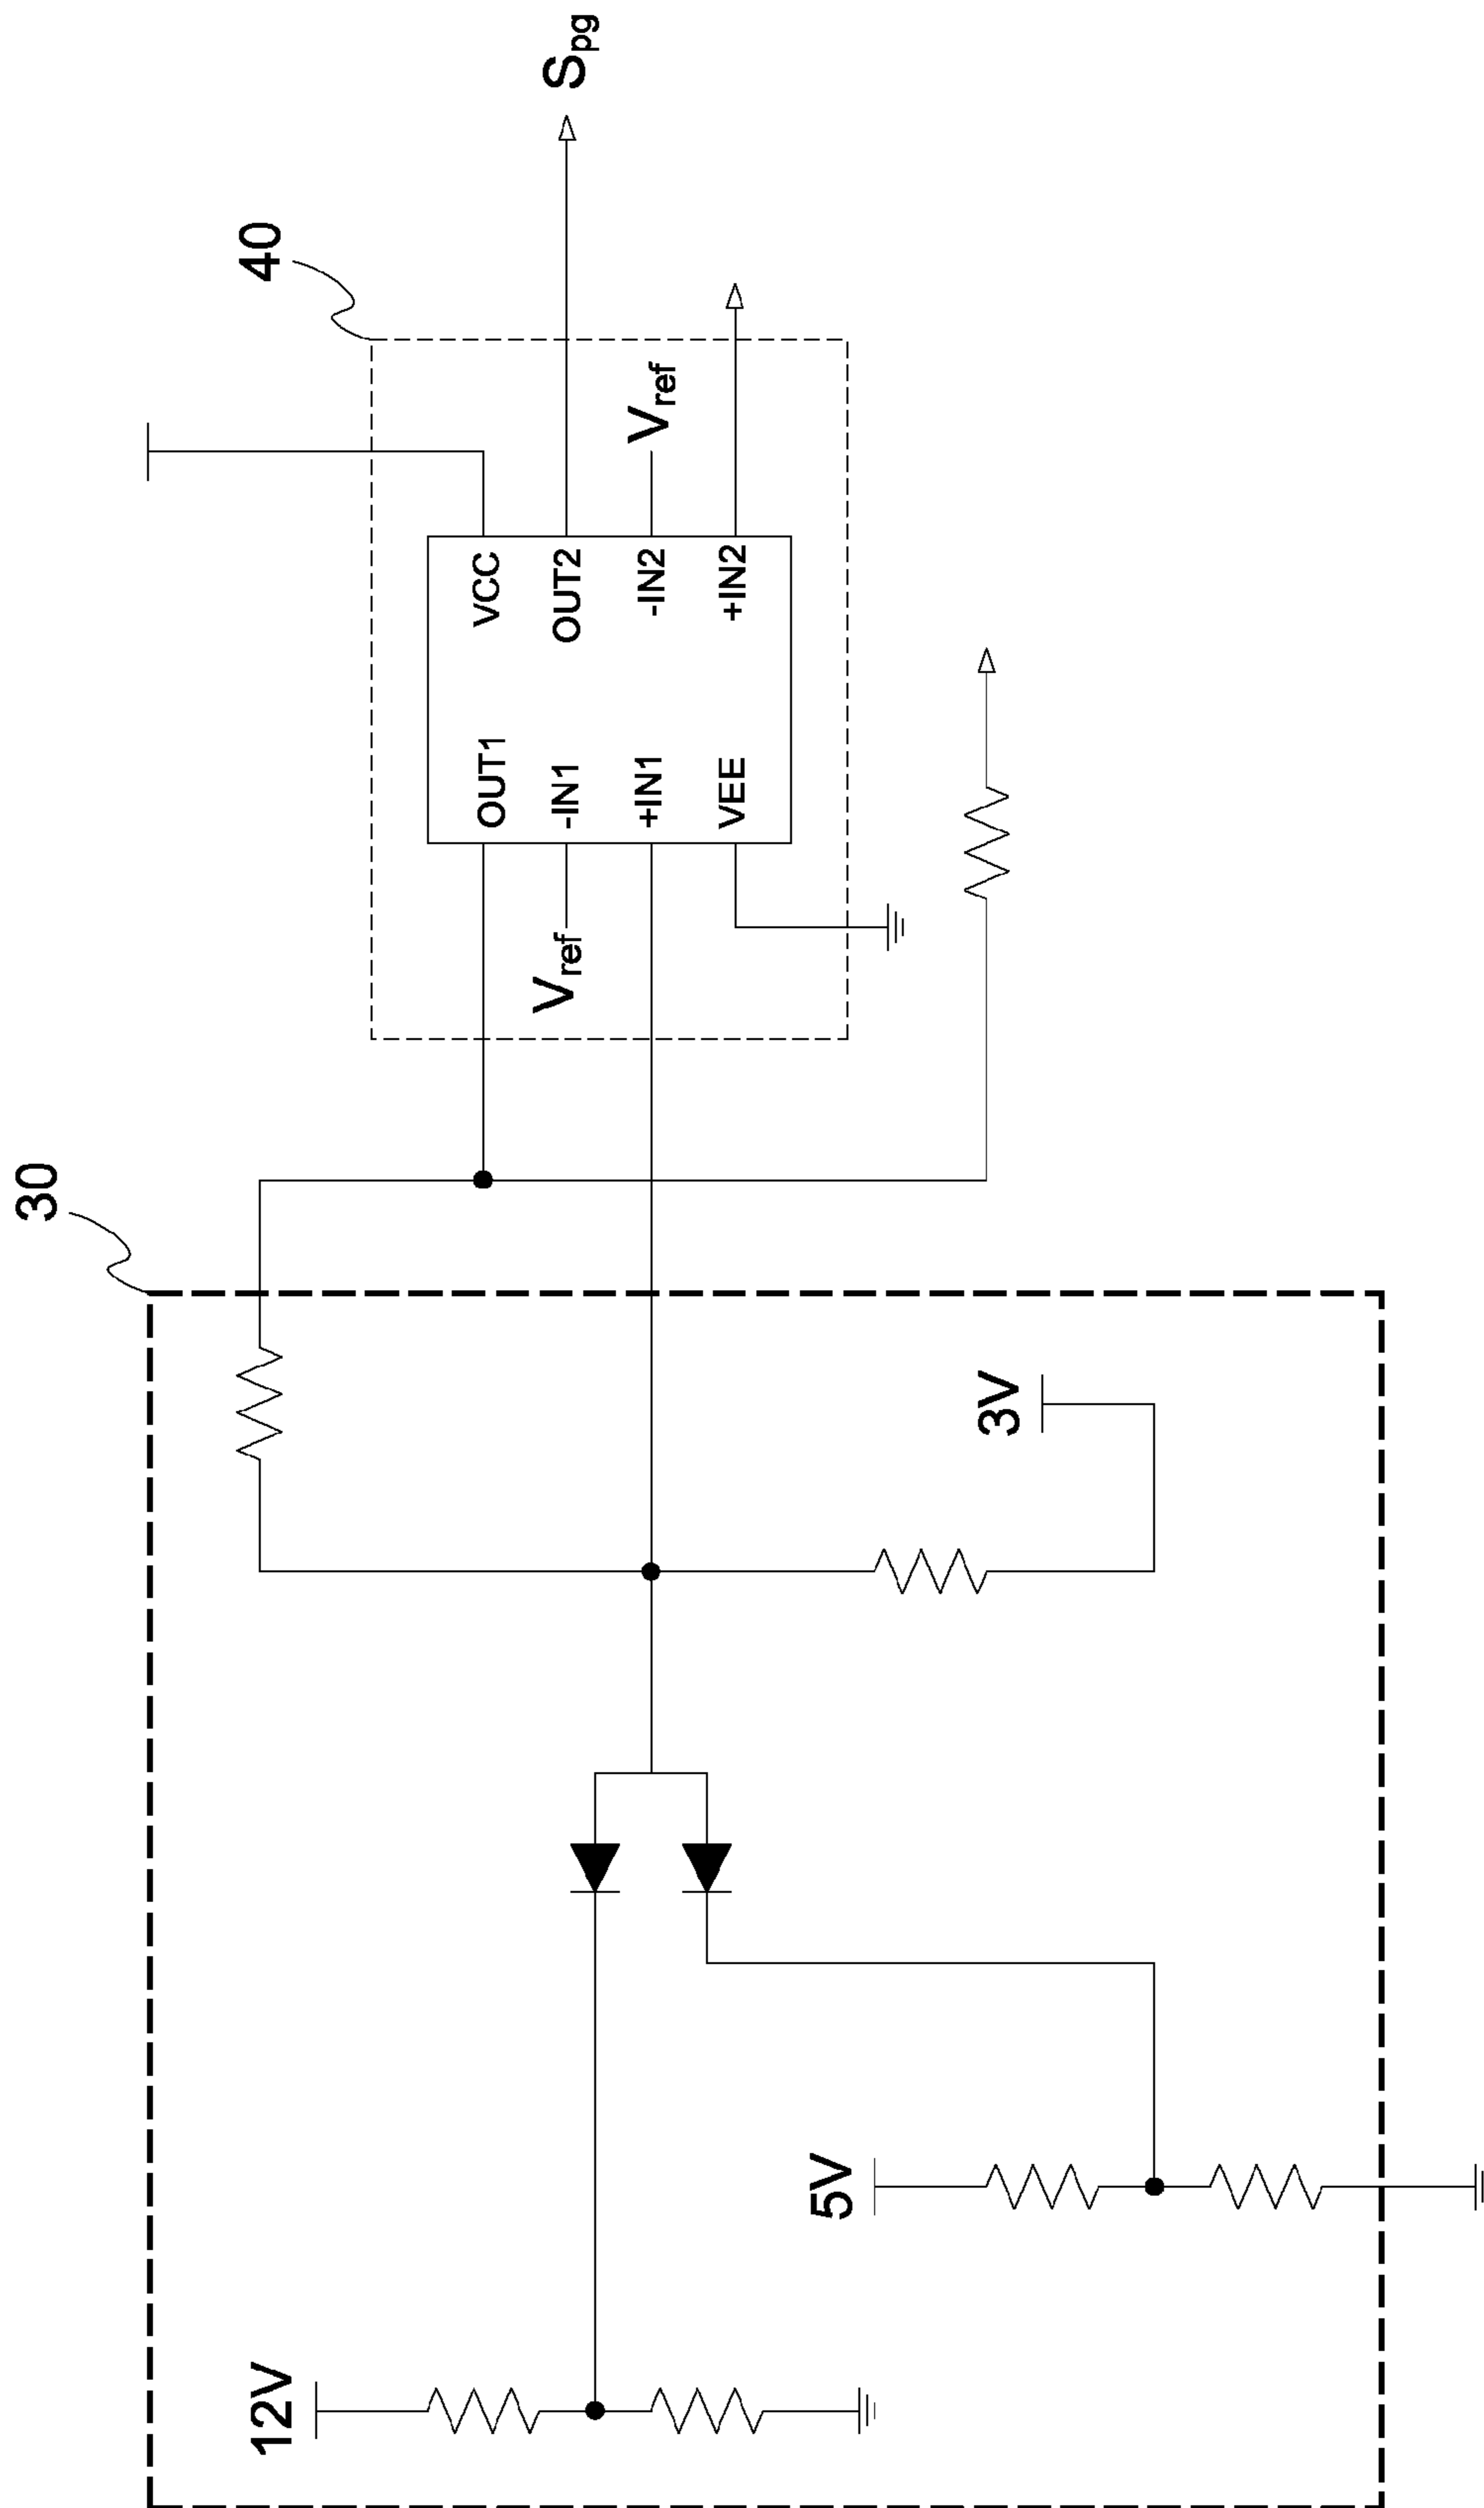 30
40
12V
5V
3V
OUT1
-IN1
+IN1
VEE
VCC
OUT2
-IN2
+IN2
Vref
Vref
Spg